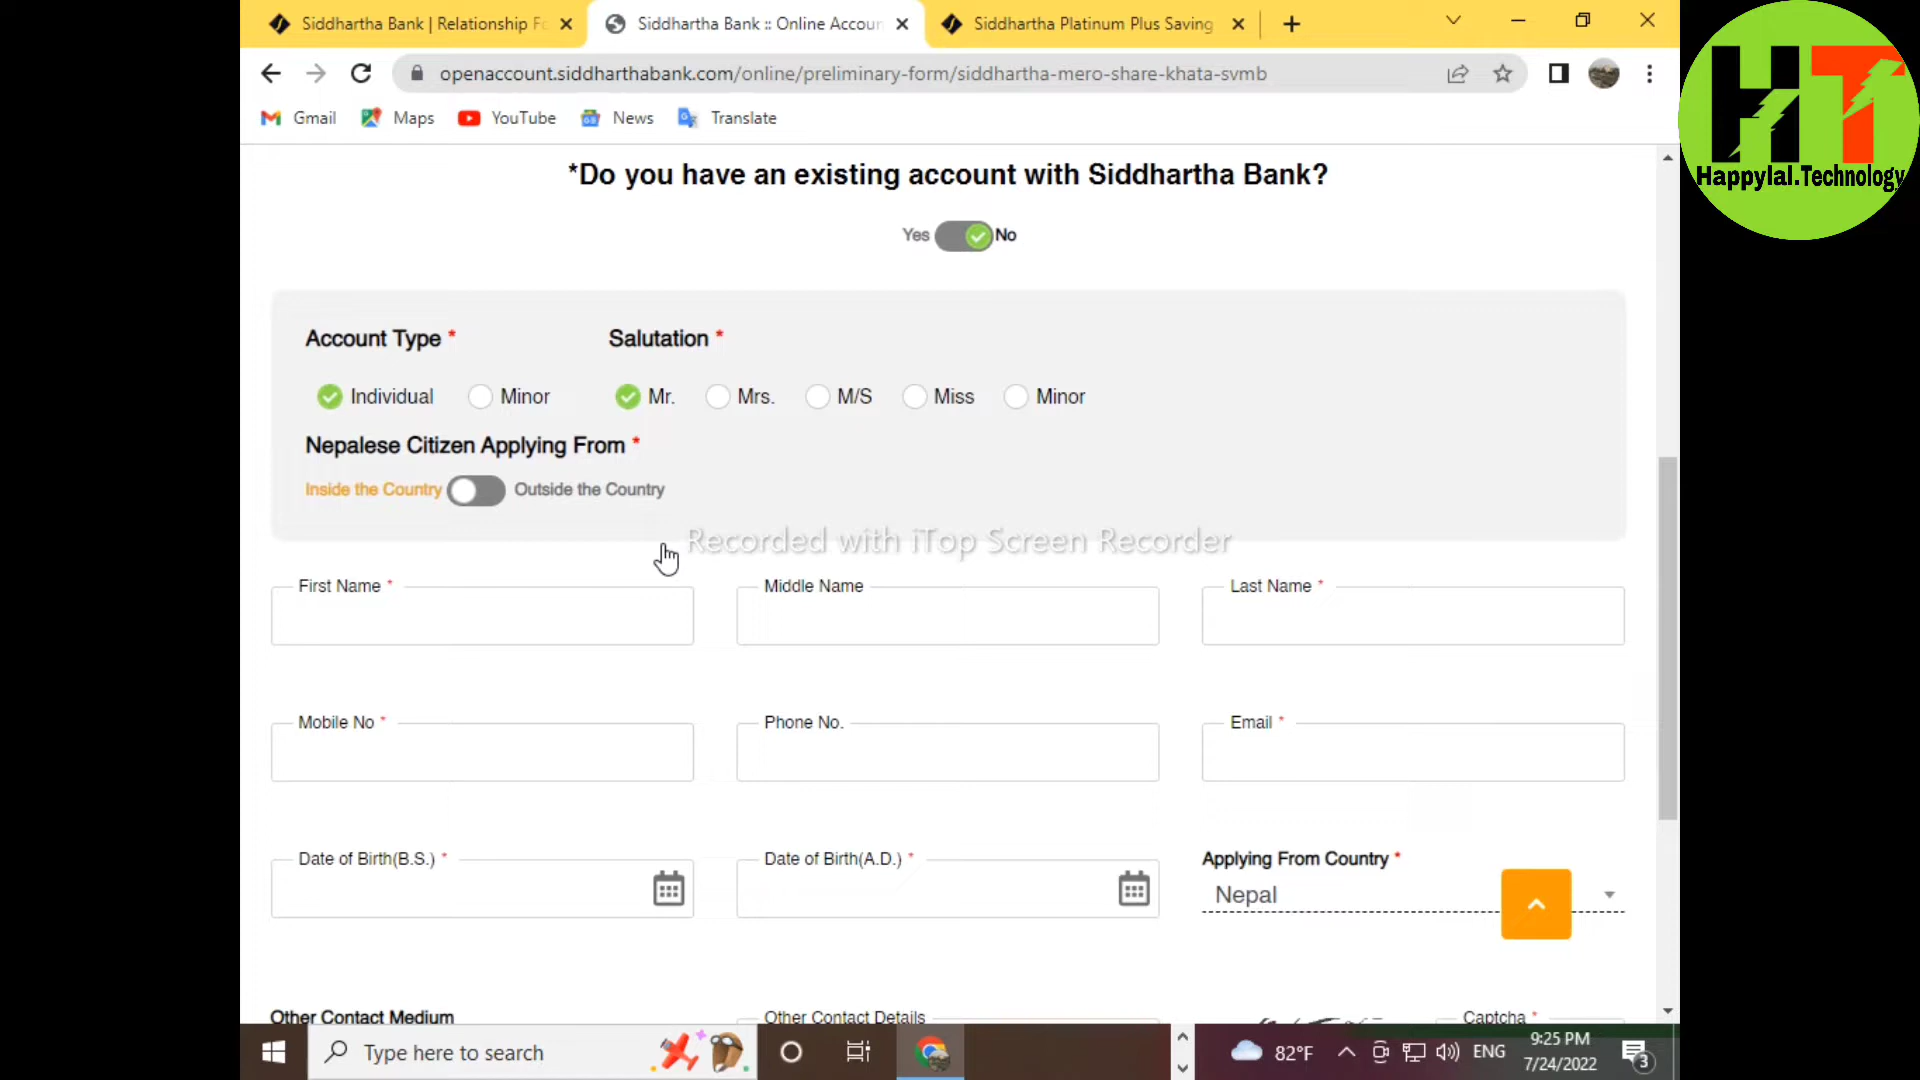 Siddhartha Bank | Relationship Fo
Siddhartha Bank :: Online Accoun
Siddhartha Platinum Plus Saving
openaccount.siddharthabank.com/online/preliminary-form/siddhartha-mero-share-khata-svmb
Gmail Maps YouTube News Translate
HT
Happylal.Technology
*Do you have an existing account with Siddhartha Bank?
Yes No
Account Type * Salutation *
Individual Minor Mr. Mrs. M/S Miss Minor
Nepalese Citizen Applying From *
Inside the Country Outside the Country
Recorded with iTop Screen Recorder
First Name * Middle Name Last Name *
Mobile No * Phone No. Email *
Date of Birth(B.S.) * Date of Birth(A.D.) * Applying From Country *
Nepal
Other Contact Medium Other Contact Details Captcha *
Type here to search
82°F ENG
9:25 PM
7/24/2022
3